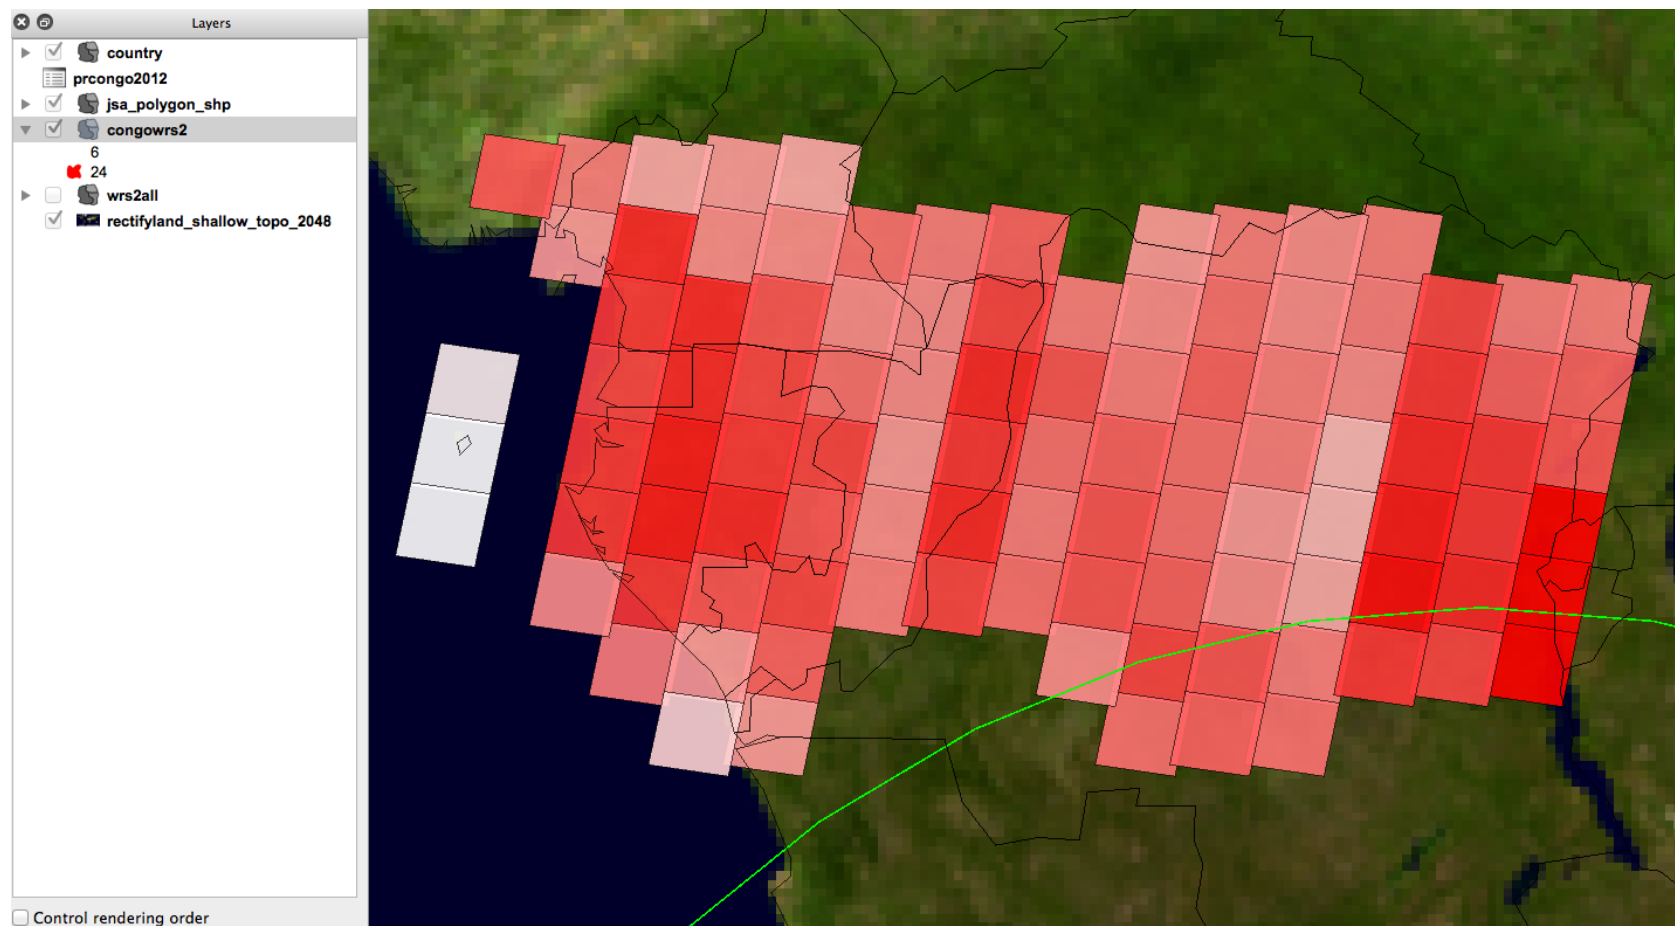 Layers
country
prcongo2012
jsa_polygon_shp
congowrs2
6
24
wrs2all
rectifyland_shallow_topo_2048
Control rendering order